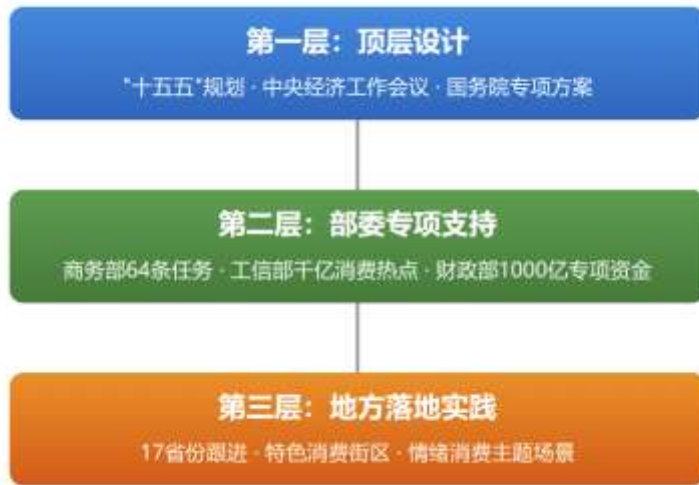 第一层：顶层设计
"十五五"规划 · 中央经济工作会议 · 国务院专项方案
第二层：部委专项支持
商务部64条任务 · 工信部千亿消费热点 · 财政部1000亿专项资金
第三层：地方落地实践
17省份跟进 · 特色消费街区 · 情绪消费主题场景